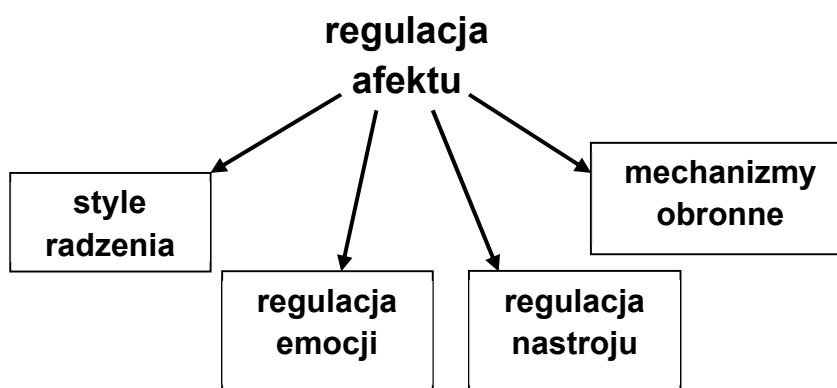 regulacja
afektu
style
radzenia
regulacja
emocji
regulacja
nastroju
mechanizmy
obronne